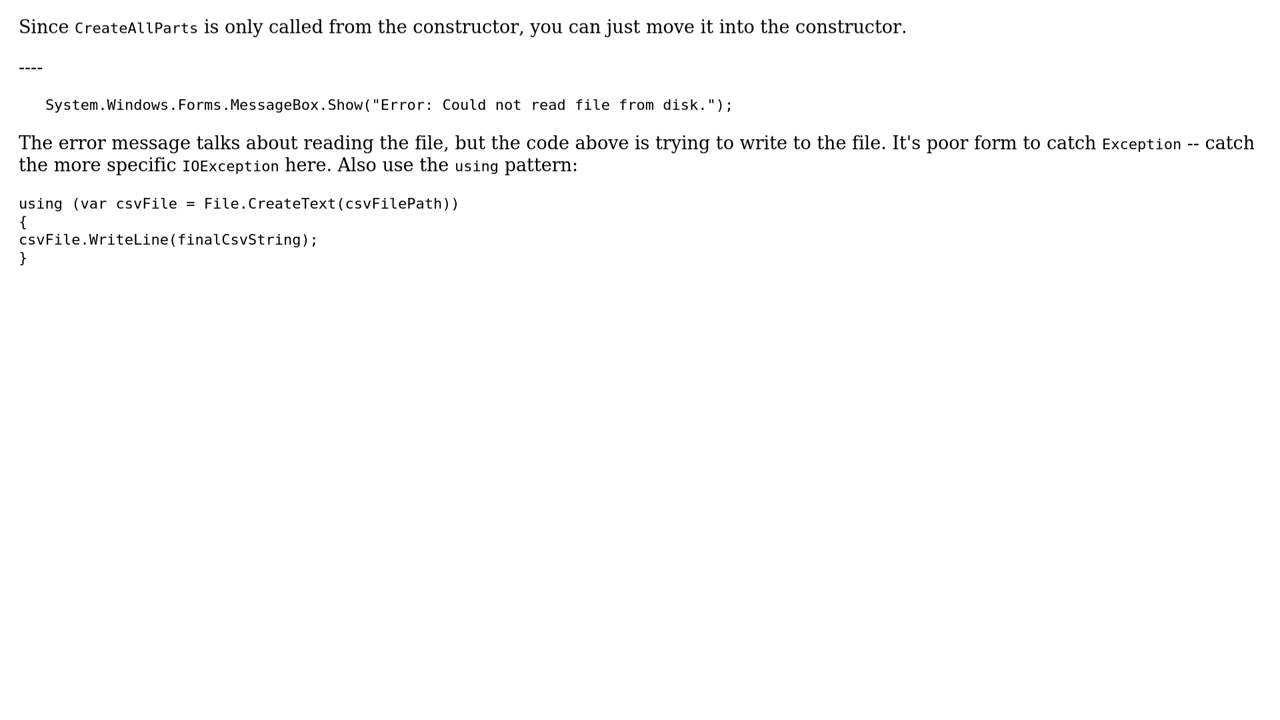 Since CreateAllParts is only called from the constructor, you can just move it into the constructor.
----
System.Windows.Forms.MessageBox.Show("Error: Could not read file from disk.");
The error message talks about reading the file, but the code above is trying to write to the file. It's poor form to catch Exception -- catch
the more specific IOException here. Also use the using pattern:
using (var csvFile = File.CreateText(csvFilePath))
{
csvFile.WriteLine(finalCsvString);
}